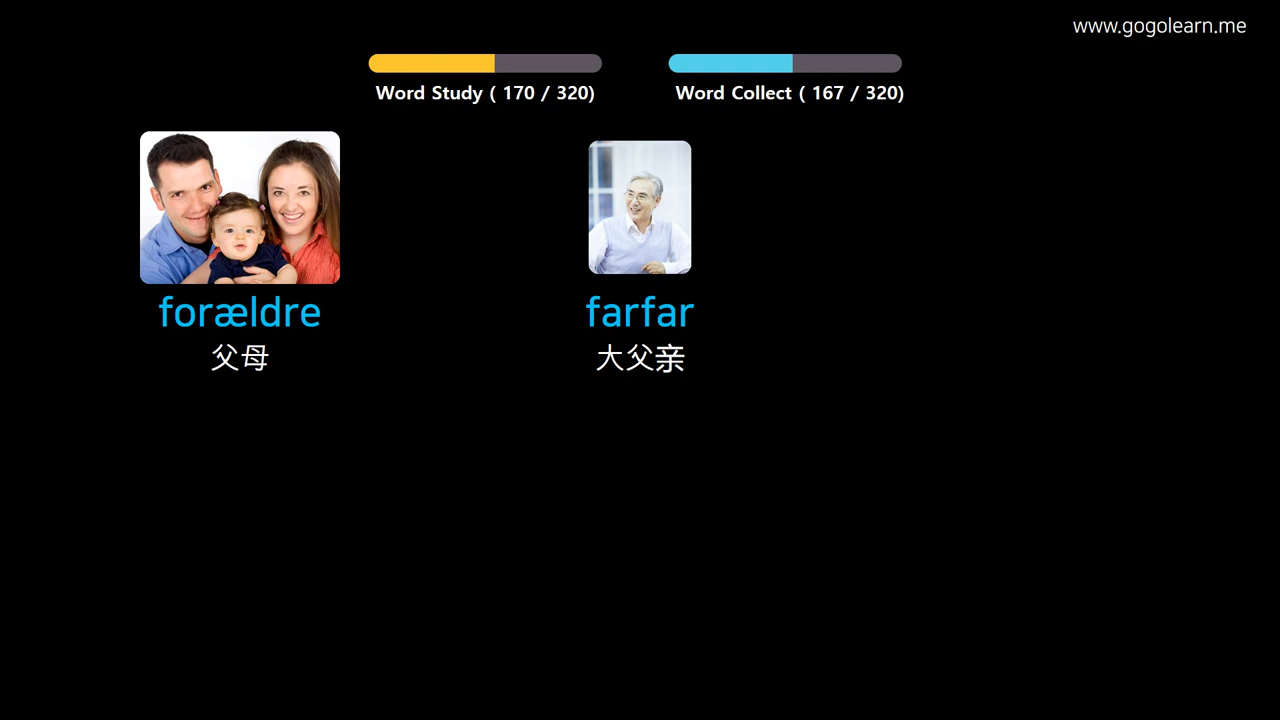 www.gogolearn.me
Word Study ( 170 / 320)
Word Collect ( 167 / 320)
forældre
farfar
父母
大父亲